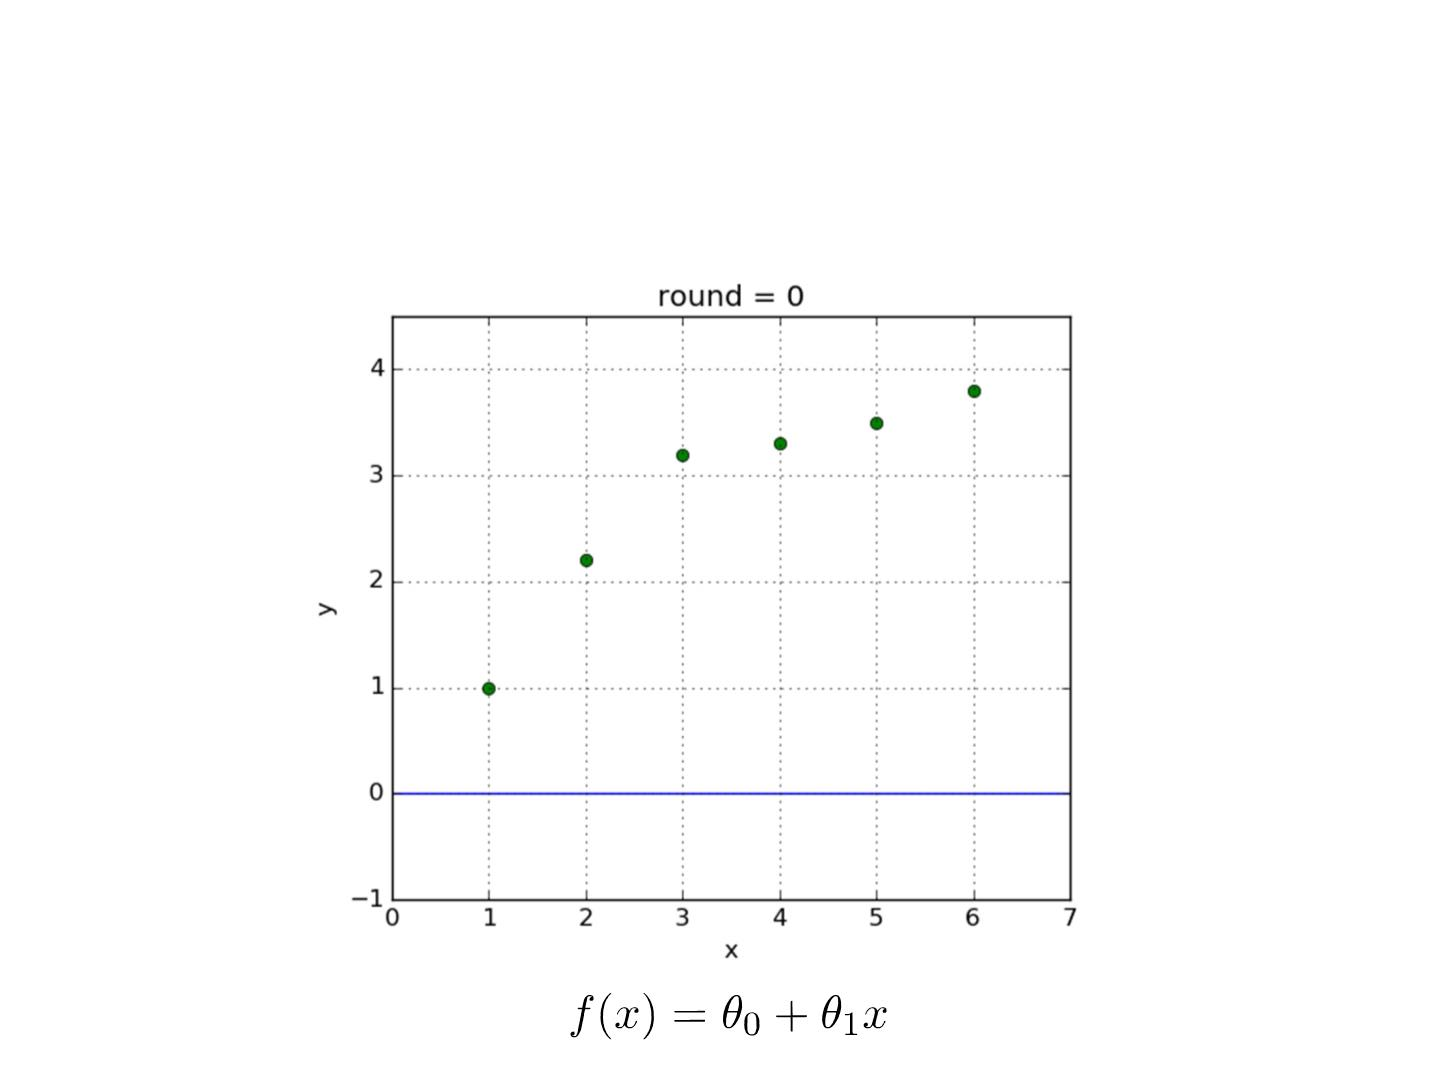 round = 0
4
3
2
1
0
−1
y
0 1 2 3 4 5 6 7
x
f(x) = θ₀ + θ₁x